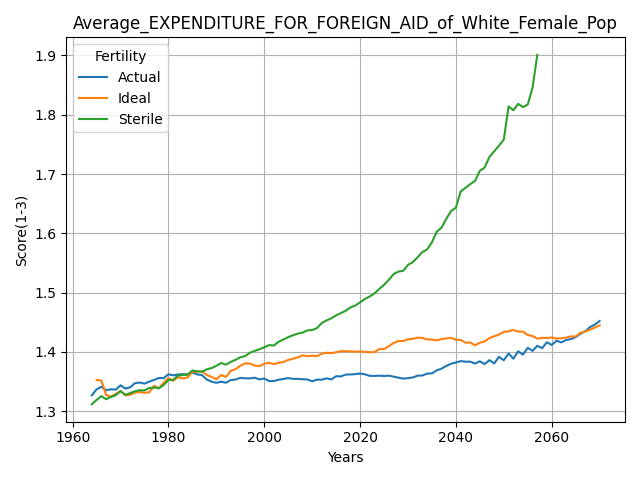 Average_EXPENDITURE_FOR_FOREIGN_AID_of_White_Female_Pop
Fertility
Actual
Ideal
Sterile
Score(1-3)
1.9
1.8
1.7
1.6
1.5
1.4
1.3
1960
1980
2000
2020
2040
2060
Years